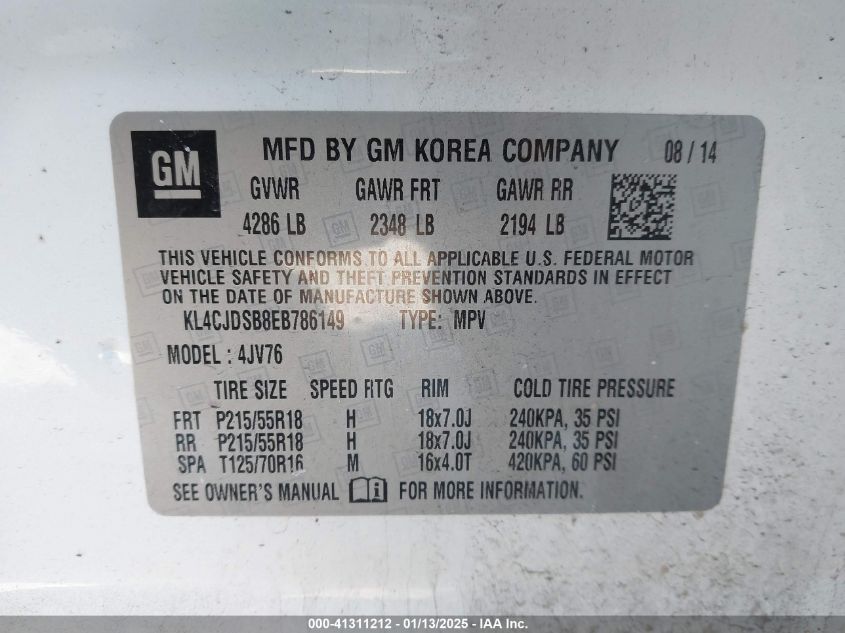 GM MFD BY GM KOREA COMPANY 08 / 14
GVWR GAWR FRT GAWR RR
4286 LB 2348 LB 2194 LB
THIS VEHICLE CONFORMS TO ALL APPLICABLE U.S. FEDERAL MOTOR
VEHICLE SAFETY AND THEFT PREVENTION STANDARDS IN EFFECT
ON THE DATE OF MANUFACTURE SHOWN ABOVE.
KL4CJDSB8EB786149 TYPE: MPV
MODEL : 4JV76
TIRE SIZE SPEED RTG RIM COLD TIRE PRESSURE
FRT P215/55R18 H 18x7.0J 240KPA, 35 PSI
RR P215/55R18 H 18x7.0J 240KPA, 35 PSI
SPA T125/70R16 M 16x4.0T 420KPA, 60 PSI
SEE OWNER'S MANUAL FOR MORE INFORMATION.
000-41311212 - 01/13/2025 - IAA Inc.